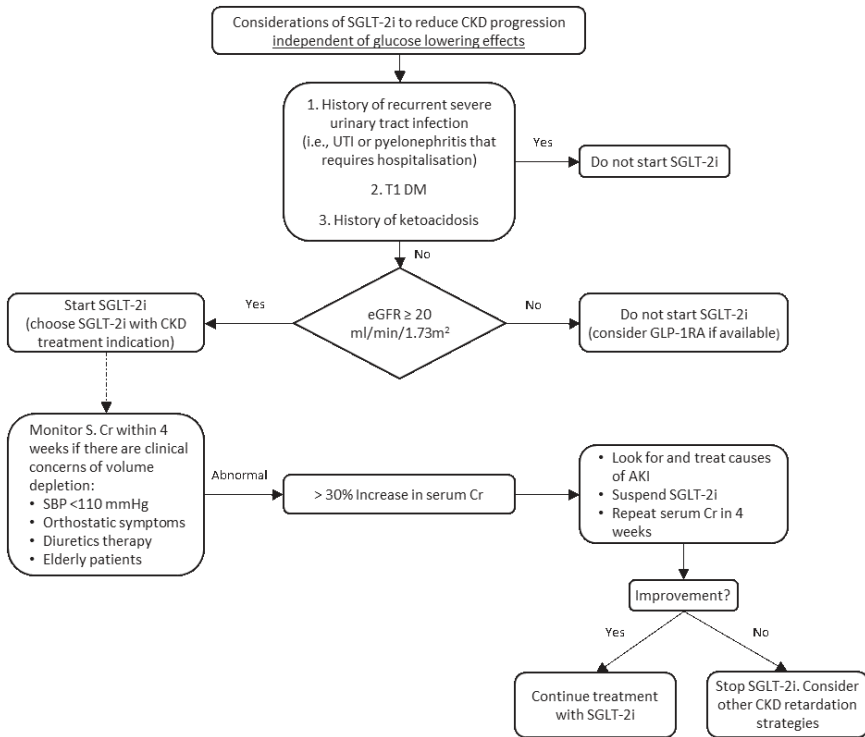 Considerations of SGLT-2i to reduce CKD progression
independent of glucose lowering effects
1. History of recurrent severe
urinary tract infection
(i.e., UTI or pyelonephritis that
requires hospitalisation)
2. T1 DM
3. History of ketoacidosis
Yes
Do not start SGLT-2i
No
Start SGLT-2i
(choose SGLT-2i with CKD
treatment indication)
Yes
eGFR ≥ 20
ml/min/1.73m²
No
Do not start SGLT-2i
(consider GLP-1RA if available)
Monitor S. Cr within 4
weeks if there are clinical
concerns of volume
depletion:
• SBP <110 mmHg
• Orthostatic symptoms
• Diuretics therapy
• Elderly patients
Abnormal
> 30% Increase in serum Cr
• Look for and treat causes
of AKI
• Suspend SGLT-2i
• Repeat serum Cr in 4
weeks
Improvement?
Yes
No
Continue treatment
with SGLT-2i
Stop SGLT-2i. Consider
other CKD retardation
strategies